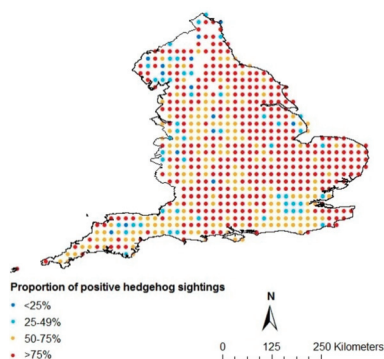 Proportion of positive hedgehog sightings
<25%
25-49%
50-75%
>75%
N
0 125 250 Kilometers